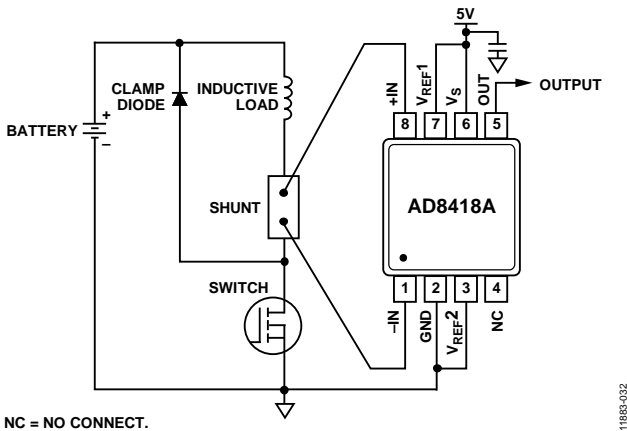 5V
CLAMP
DIODE
INDUCTIVE
LOAD
BATTERY
+
–
SHUNT
SWITCH
+IN
VREF1
VS
OUT
OUTPUT
8 7 6 5
AD8418A
1 2 3 4
–IN
GND
VREF2
NC
NC = NO CONNECT.
11883-032